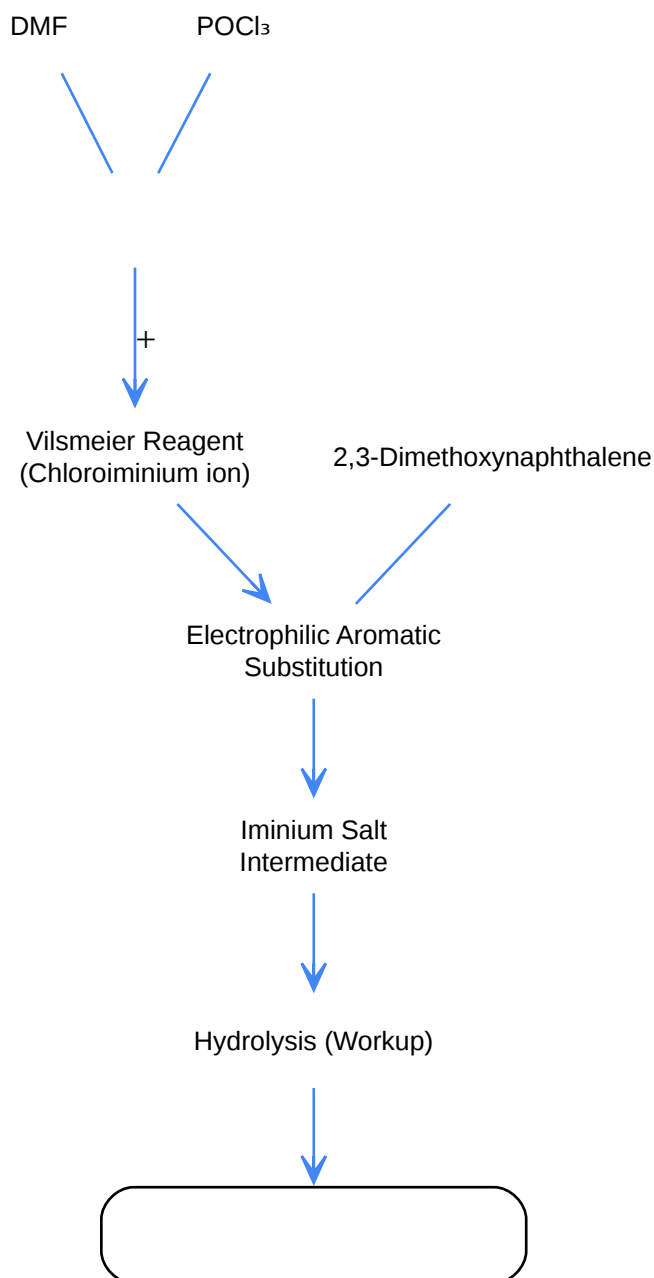 DMF
POCl₃
+
Vilsmeier Reagent
(Chloroiminium ion)
2,3-Dimethoxynaphthalene
Electrophilic Aromatic
Substitution
Iminium Salt
Intermediate
Hydrolysis (Workup)